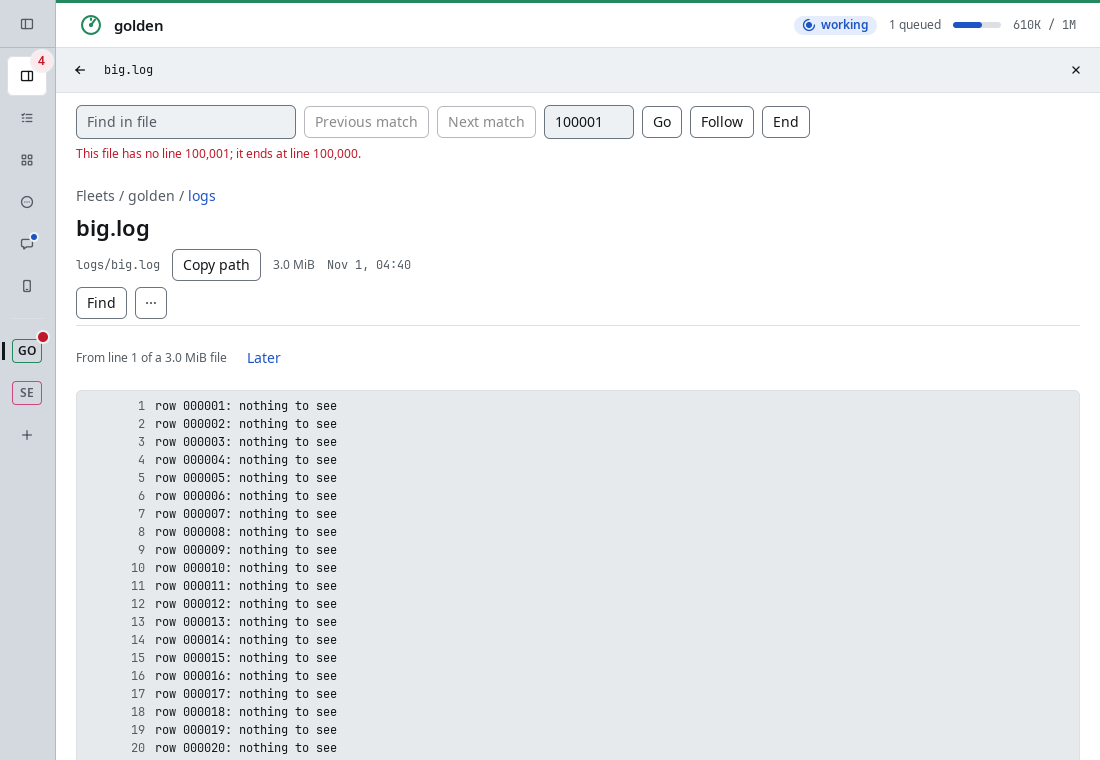 golden
working
1 queued
610K / 1M
4
big.log
Find in file
Previous match
Next match
100001
Go
Follow
End
This file has no line 100,001; it ends at line 100,000.
Fleets / golden / logs
big.log
logs/big.log
Copy path
3.0 MiB
Nov 1, 04:40
Find
...
GO
SE
From line 1 of a 3.0 MiB file
Later
1 row 000001: nothing to see
2 row 000002: nothing to see
3 row 000003: nothing to see
4 row 000004: nothing to see
5 row 000005: nothing to see
6 row 000006: nothing to see
7 row 000007: nothing to see
8 row 000008: nothing to see
9 row 000009: nothing to see
10 row 000010: nothing to see
11 row 000011: nothing to see
12 row 000012: nothing to see
13 row 000013: nothing to see
14 row 000014: nothing to see
15 row 000015: nothing to see
16 row 000016: nothing to see
17 row 000017: nothing to see
18 row 000018: nothing to see
19 row 000019: nothing to see
20 row 000020: nothing to see